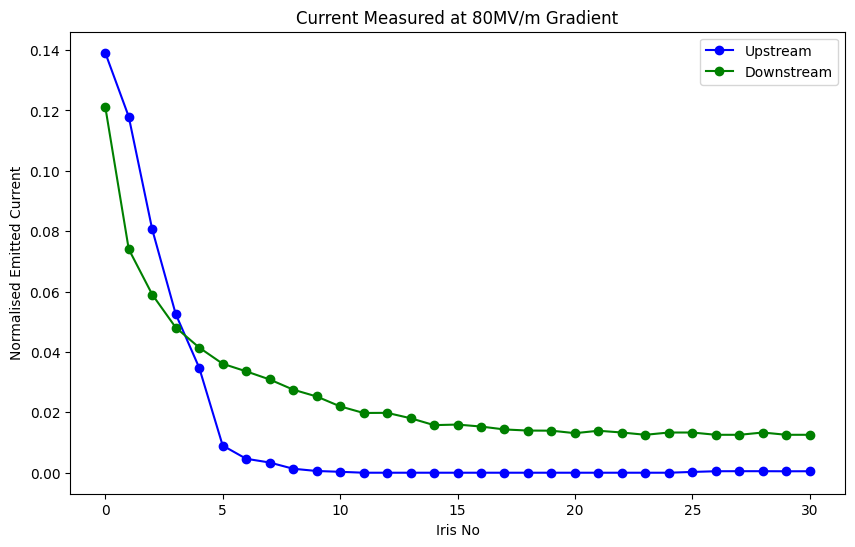 Current Measured at 80MV/m Gradient
Upstream
Downstream
Normalised Emitted Current
0.14
0.12
0.10
0.08
0.06
0.04
0.02
0.00
0 5 10 15 20 25 30
Iris No